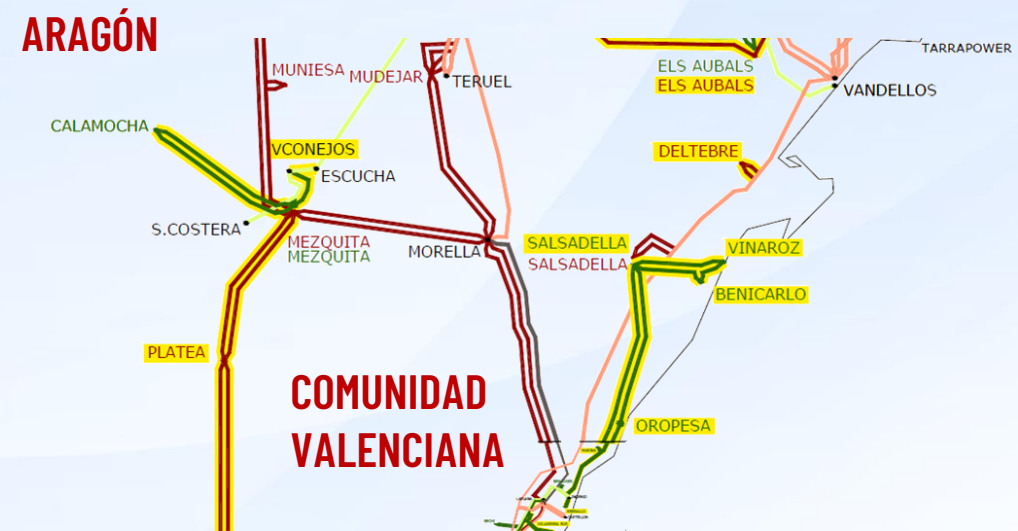 ARAGÓN
TARRAPOWER
ELS AUBALS
ELS AUBALS
MUNIESA
MUDEJAR
TERUEL
VANDELLOS
CALAMOCHA
VCONEJOS
ESCUCHA
DELTEBRE
S.COSTERA
MEZQUITA
MEZQUITA
MORELLA
SALSADELLA
SALSADELLA
VINAROZ
BENICARLO
PLATEA
COMUNIDAD
VALENCIANA
OROPESA